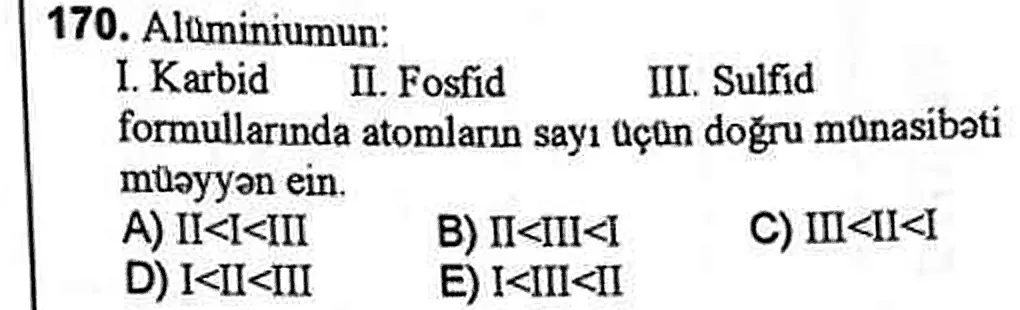 170. Alüminiumun:
I. Karbid II. Fosfid III. Sulfid
formullarında atomların sayı üçün doğru münasibəti
müəyyən ein.
A) II<I<III B) II<III<I C) III<II<I
D) I<II<III E) I<III<II